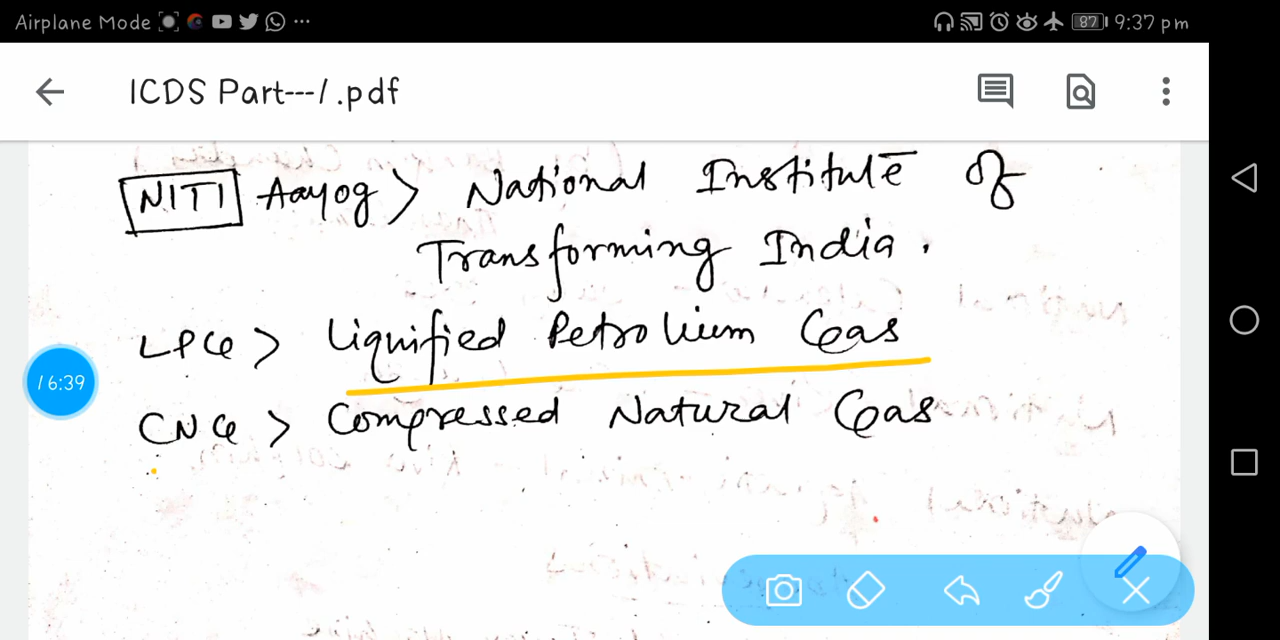 Airplane Mode ... 87 9:37 pm
ICDS Part---1 .pdf
NITI Aayog > National Institute Of
Transforming India.
LPG > Liquified Petrolium Gas
16:39
CNG > Compressed Natural Gas